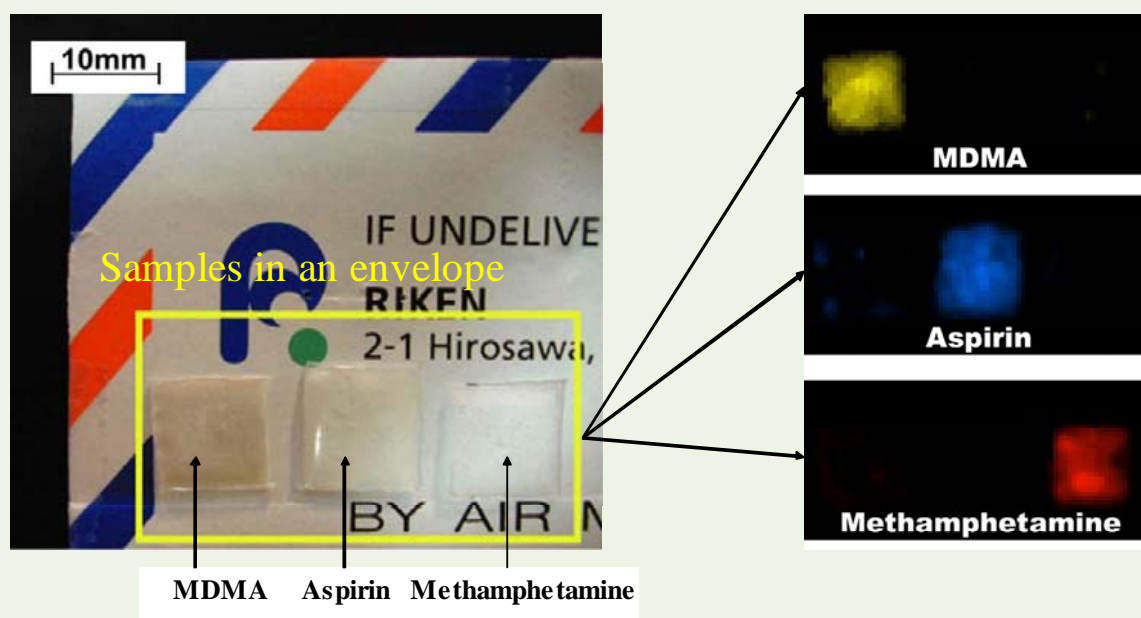 10mm
IF UNDELIVE
Samples in an envelope
RIKEN
2-1 Hirosawa,
BY AIR M
MDMA Aspirin Methamphetamine
MDMA
Aspirin
Methamphetamine